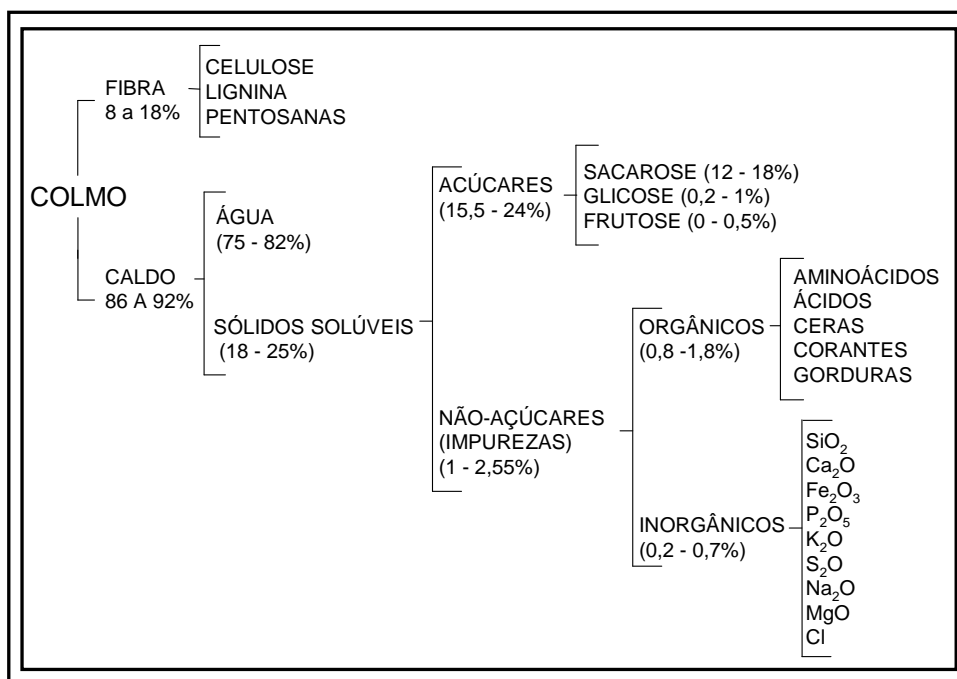 COLMO
FIBRA
8 a 18%
CELULOSE
LIGNINA
PENTOSANAS
CALDO
86 A 92%
ÁGUA
(75 - 82%)
SÓLIDOS SOLÚVEIS
(18 - 25%)
ACÚCARES
(15,5 - 24%)
SACAROSE (12 - 18%)
GLICOSE (0,2 - 1%)
FRUTOSE (0 - 0,5%)
NÃO-AÇÚCARES
(IMPUREZAS)
(1 - 2,55%)
ORGÂNICOS
(0,8 -1,8%)
AMINOÁCIDOS
ÁCIDOS
CERAS
CORANTES
GORDURAS
INORGÂNICOS
(0,2 - 0,7%)
SiO₂
Ca₂O
Fe₂O₃
P₂O₅
K₂O
S₂O
Na₂O
MgO
Cl